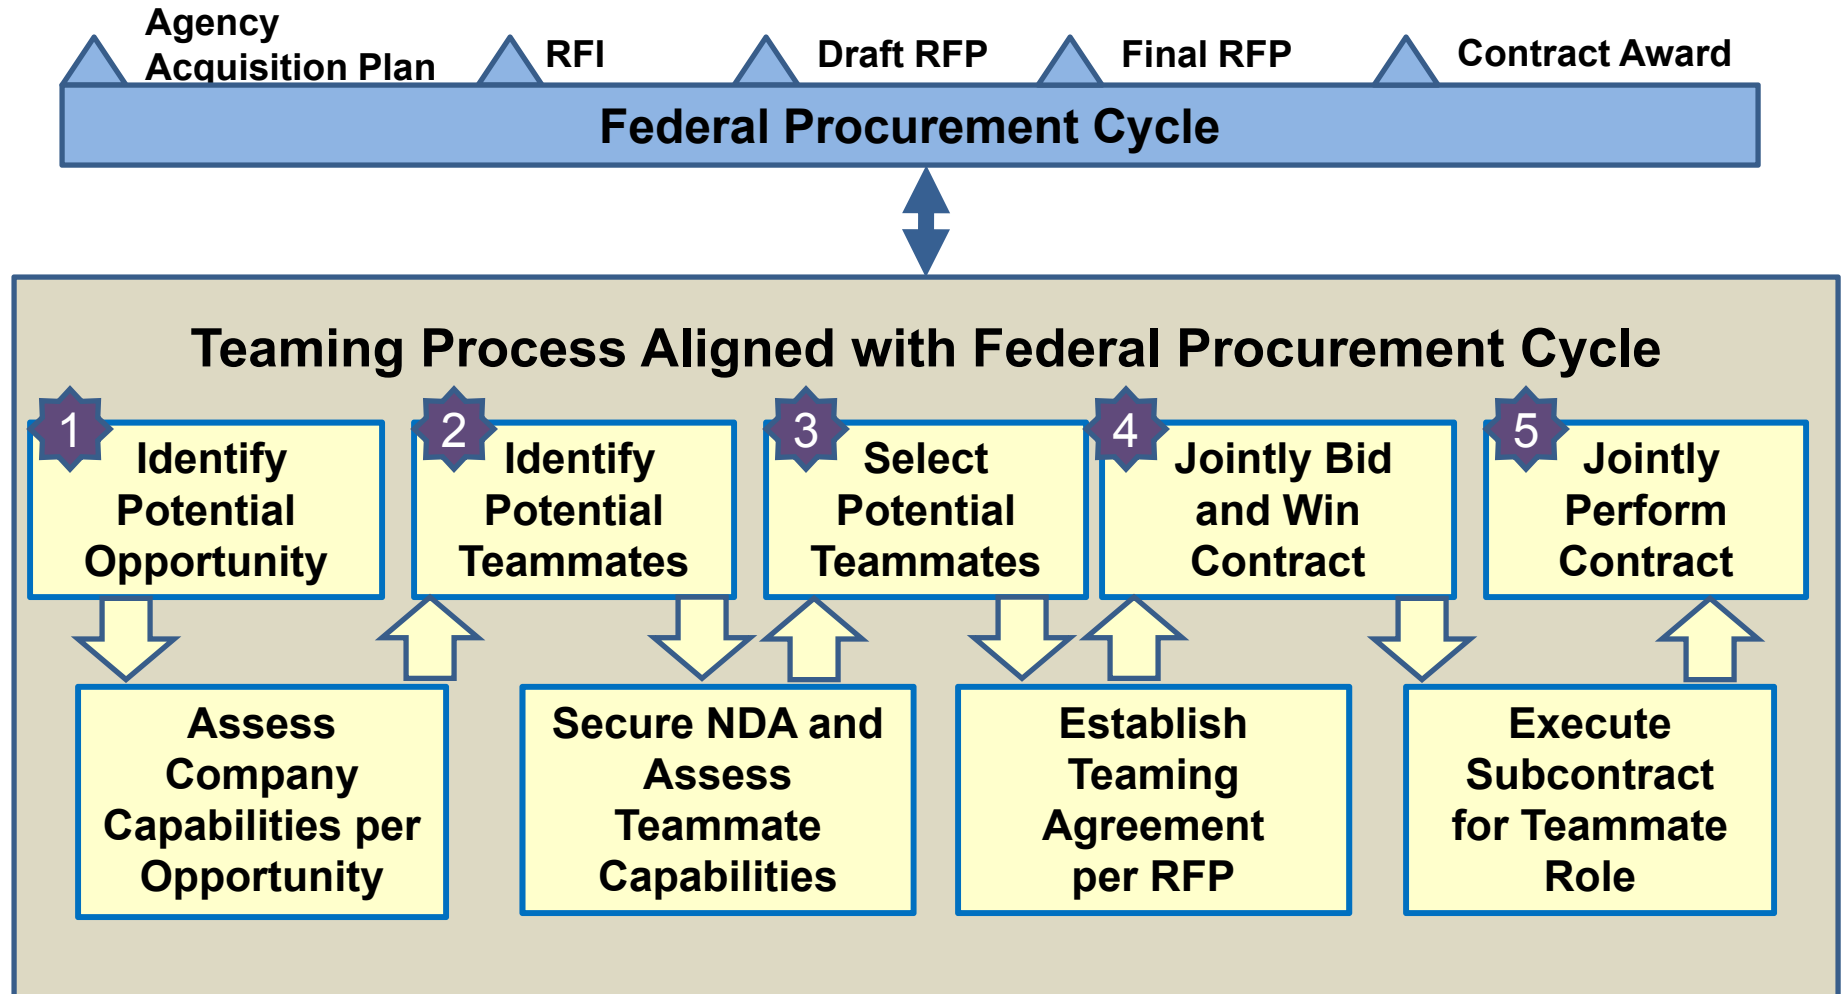 Agency
Acquisition Plan
RFI
Draft RFP
Final RFP
Contract Award
Federal Procurement Cycle
Teaming Process Aligned with Federal Procurement Cycle
1
Identify
Potential
Opportunity
2
Identify
Potential
Teammates
3
Select
Potential
Teammates
4
Jointly Bid
and Win
Contract
5
Jointly
Perform
Contract
Assess
Company
Capabilities per
Opportunity
Secure NDA and
Assess
Teammate
Capabilities
Establish
Teaming
Agreement
per RFP
Execute
Subcontract
for Teammate
Role